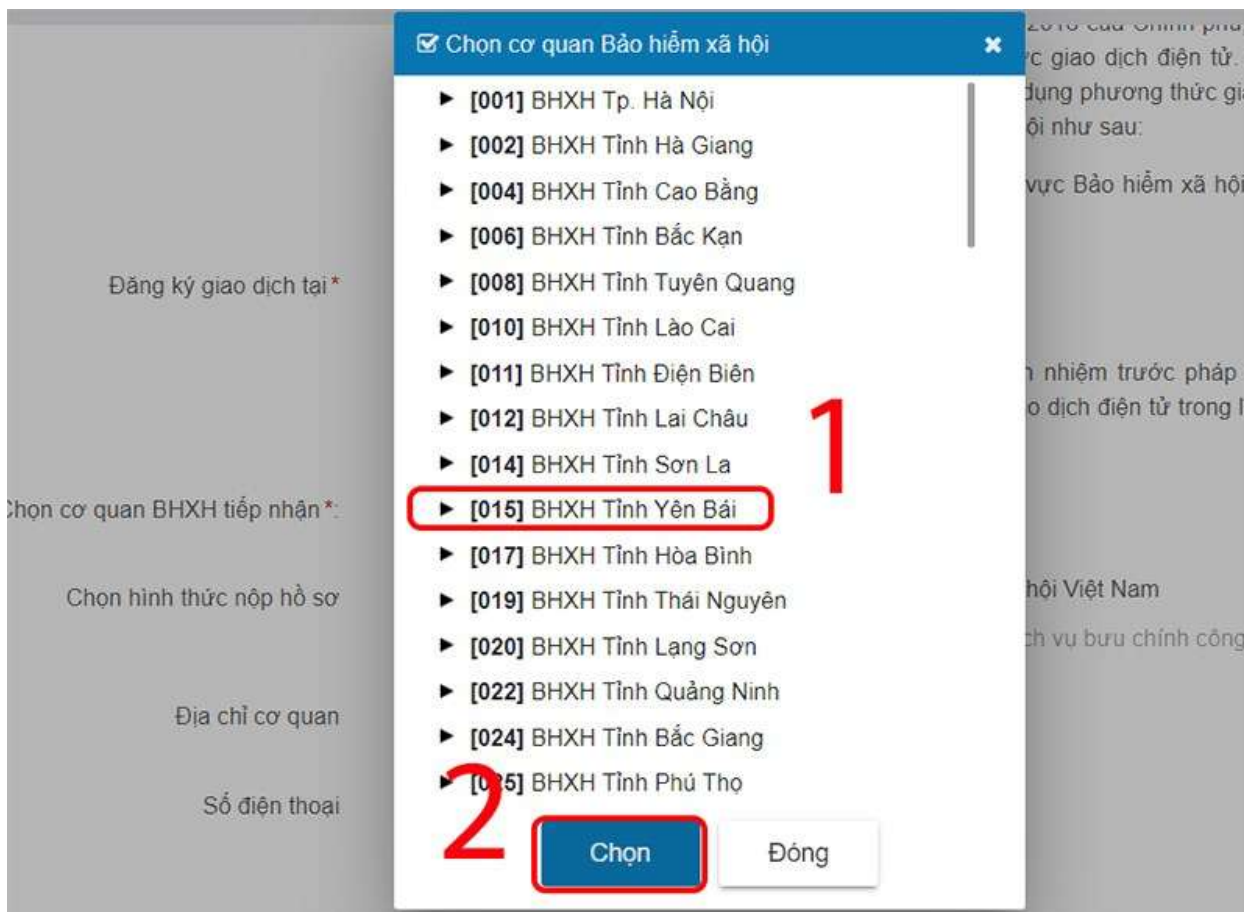 Chọn cơ quan Bảo hiểm xã hội
[001] BHXH Tp. Hà Nội
[002] BHXH Tỉnh Hà Giang
[004] BHXH Tỉnh Cao Bằng
[006] BHXH Tỉnh Bắc Kạn
[008] BHXH Tỉnh Tuyên Quang
[010] BHXH Tỉnh Lào Cai
[011] BHXH Tỉnh Điện Biên
[012] BHXH Tỉnh Lai Châu
[014] BHXH Tỉnh Sơn La
[015] BHXH Tỉnh Yên Bái
[017] BHXH Tỉnh Hòa Bình
[019] BHXH Tỉnh Thái Nguyên
[020] BHXH Tỉnh Lạng Sơn
[022] BHXH Tỉnh Quảng Ninh
[024] BHXH Tỉnh Bắc Giang
[025] BHXH Tỉnh Phú Thọ
1
2
Chọn
Đóng
Đăng ký giao dịch tại*
Chọn cơ quan BHXH tiếp nhận*:
Chọn hình thức nộp hồ sơ
Địa chỉ cơ quan
Số điện thoại
giao dịch điện tử.
dụng phương thức
như sau:
vực Bảo hiểm xã hội
nhiệm trước pháp
dịch điện tử trong
hội Việt Nam
vụ bưu chính công